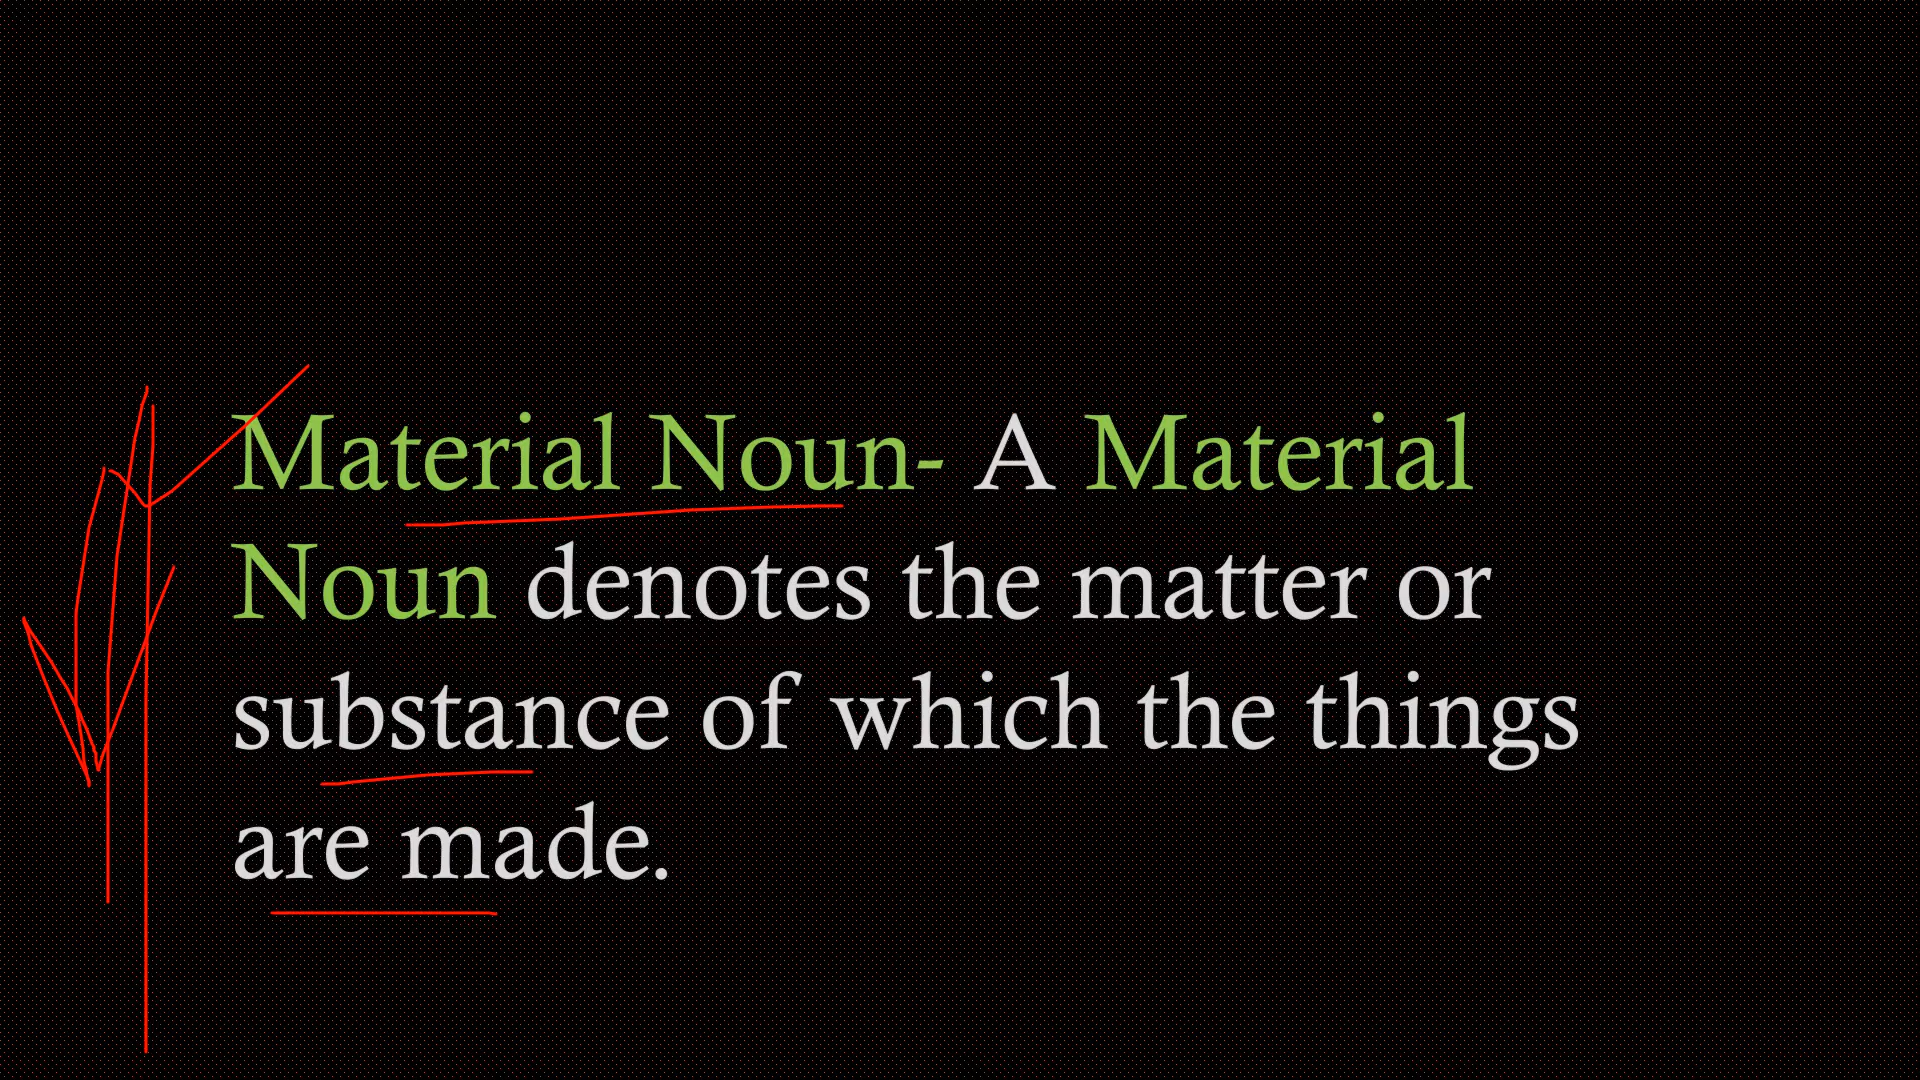 Material Noun- A Material
Noun denotes the matter or
substance of which the things
are made.